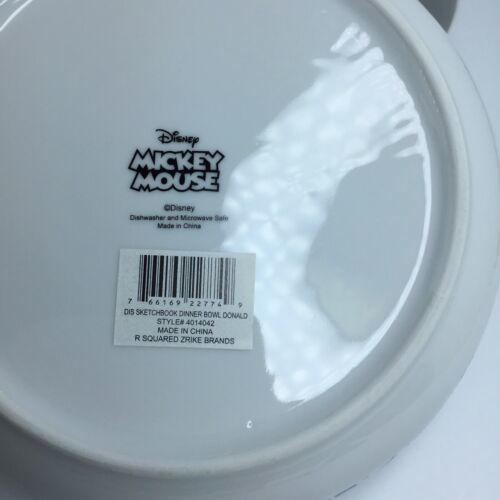 Disney
MICKEY
MOUSE
©Disney
Dishwasher and Microwave Safe
Made in China
7 66169 22774 9
DIS SKETCHBOOK DINNER BOWL DONALD
STYLE# 4014042
MADE IN CHINA
R SQUARED ZRIKE BRANDS